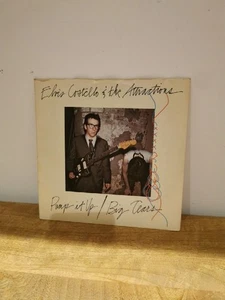 Elvis Costello & the Attractions
Pump it Up / Big Tears